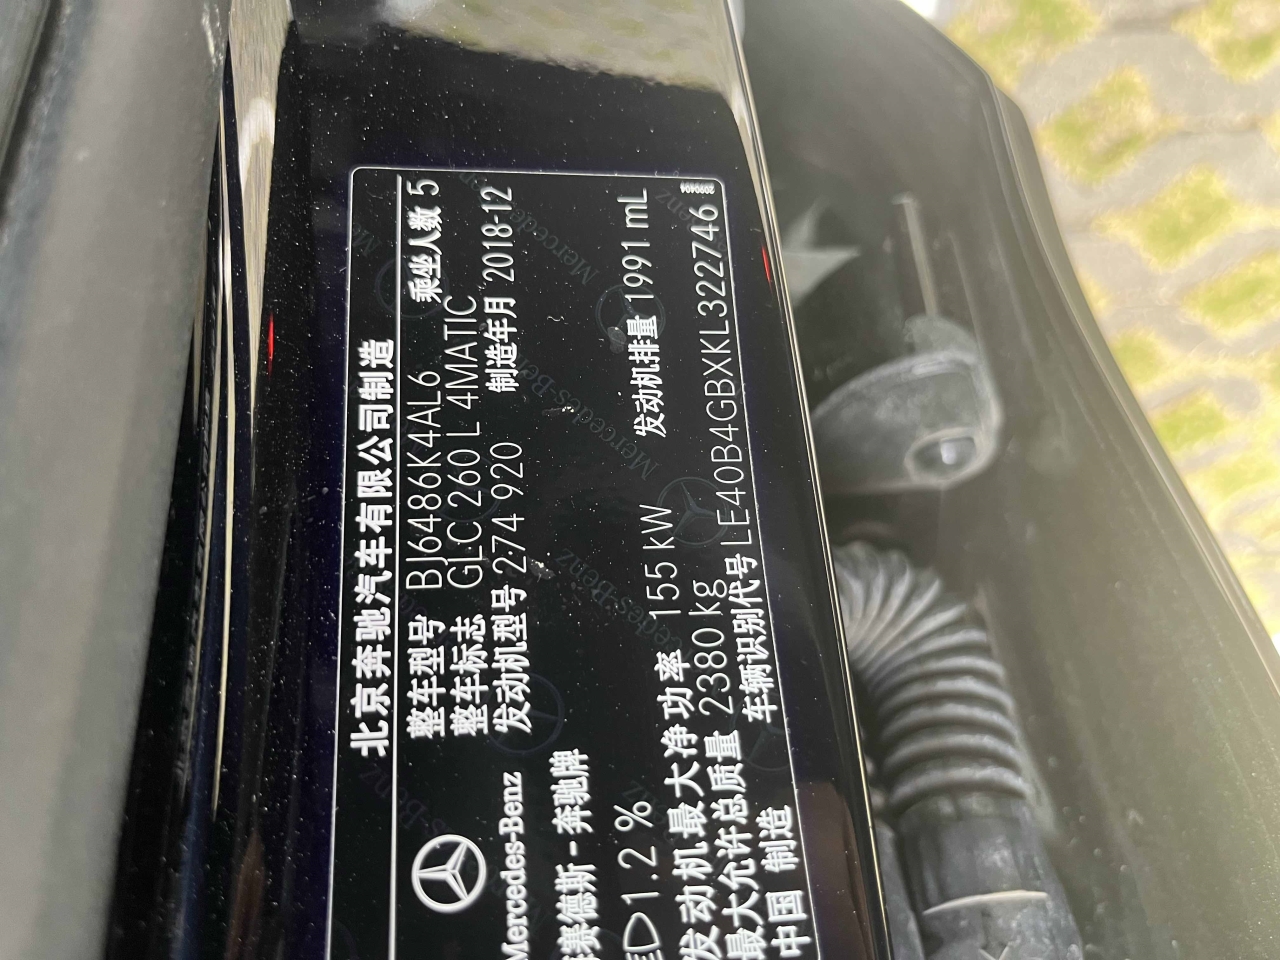 北京奔驰汽车有限公司制造
整车型号 BJ6486K4AL6 乘坐人数 5
整车标志 GLC 260 L 4MATIC
发动机型号 274 920 制造年月 2018-12
Mercedes-Benz
赛德斯-奔驰牌
1,2 %
发动机最大净功率 155 kW 发动机排量 1991 mL
最大允许总质量 2380 kg
中国 制造 车辆识别代号 LE40B4GBXKL322746
2090406